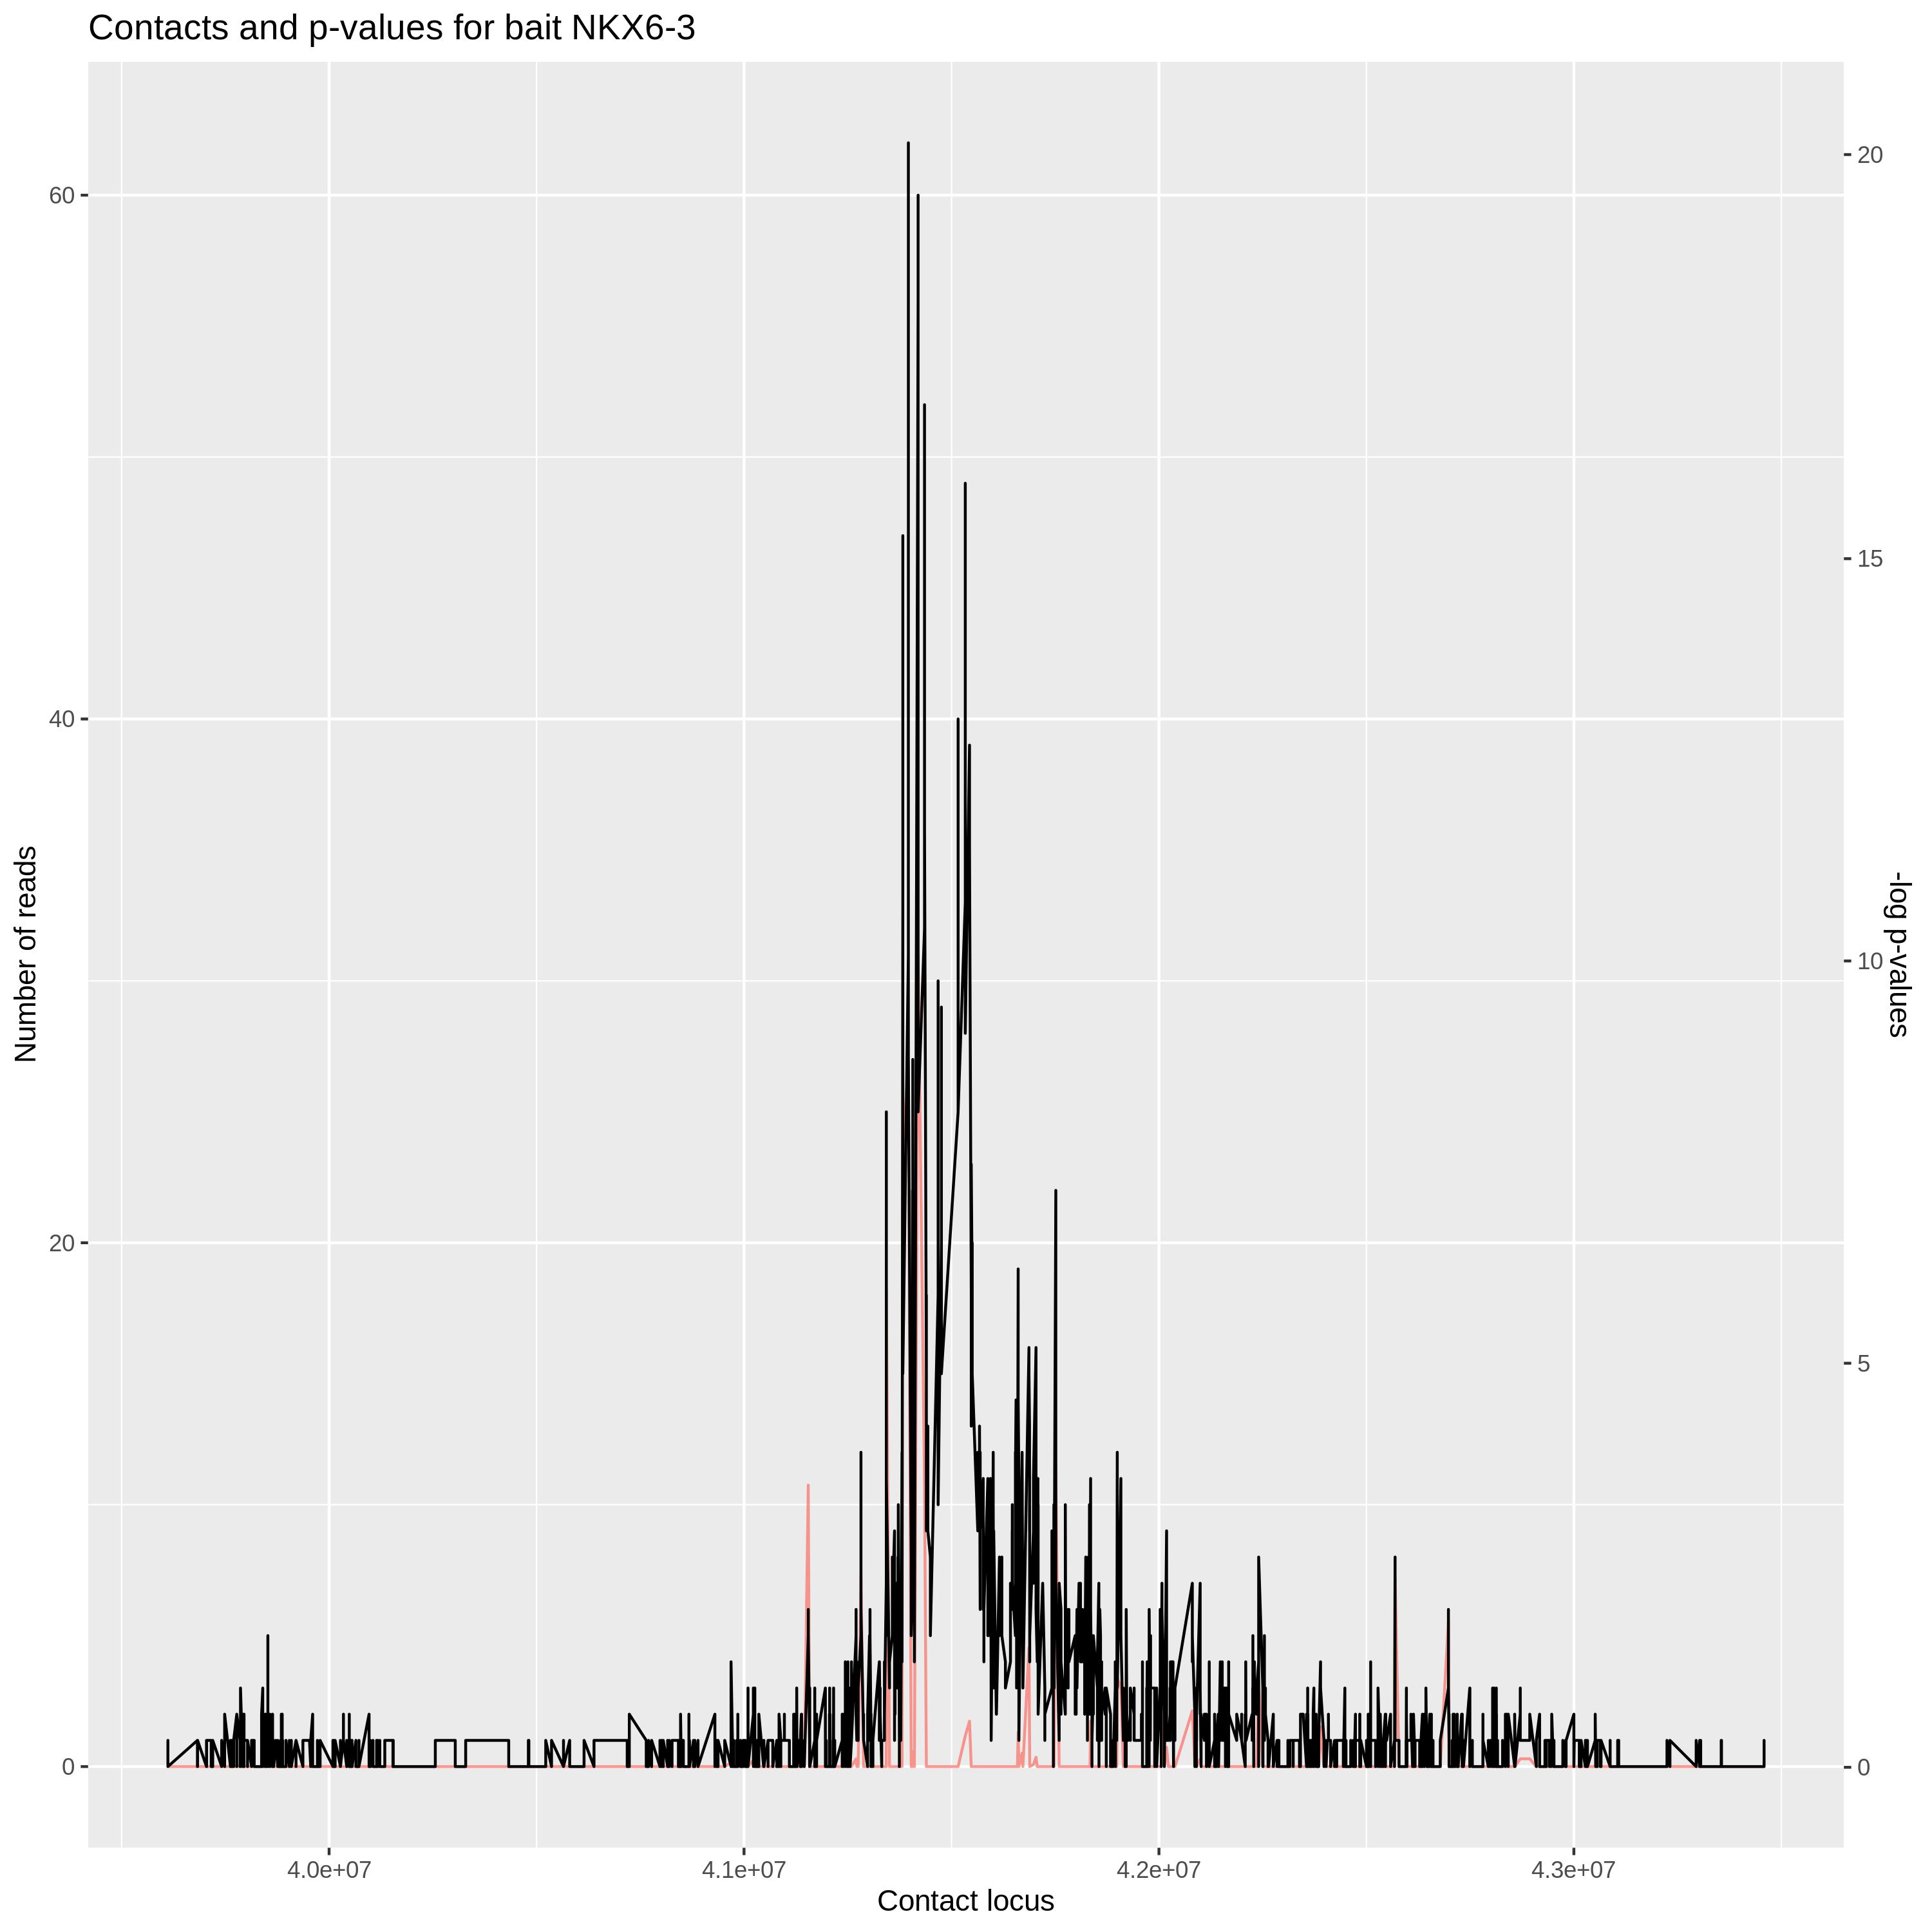 Contacts and p-values for bait NKX6-3
Number of reads
60
40
20
0
20
15
10
5
0
-log p-values
4.0e+07
4.1e+07
4.2e+07
4.3e+07
Contact locus